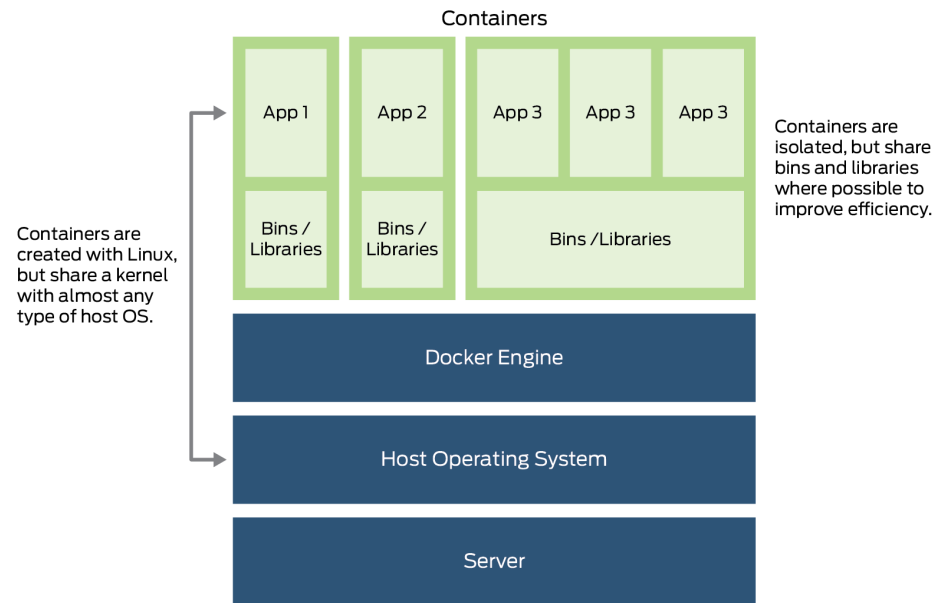 Containers
App 1
App 2
App 3
App 3
App 3
Bins /
Libraries
Bins /
Libraries
Bins /Libraries
Containers are
isolated, but share
bins and libraries
where possible to
improve efficiency.
Containers are
created with Linux,
but share a kernel
with almost any
type of host OS.
Docker Engine
Host Operating System
Server